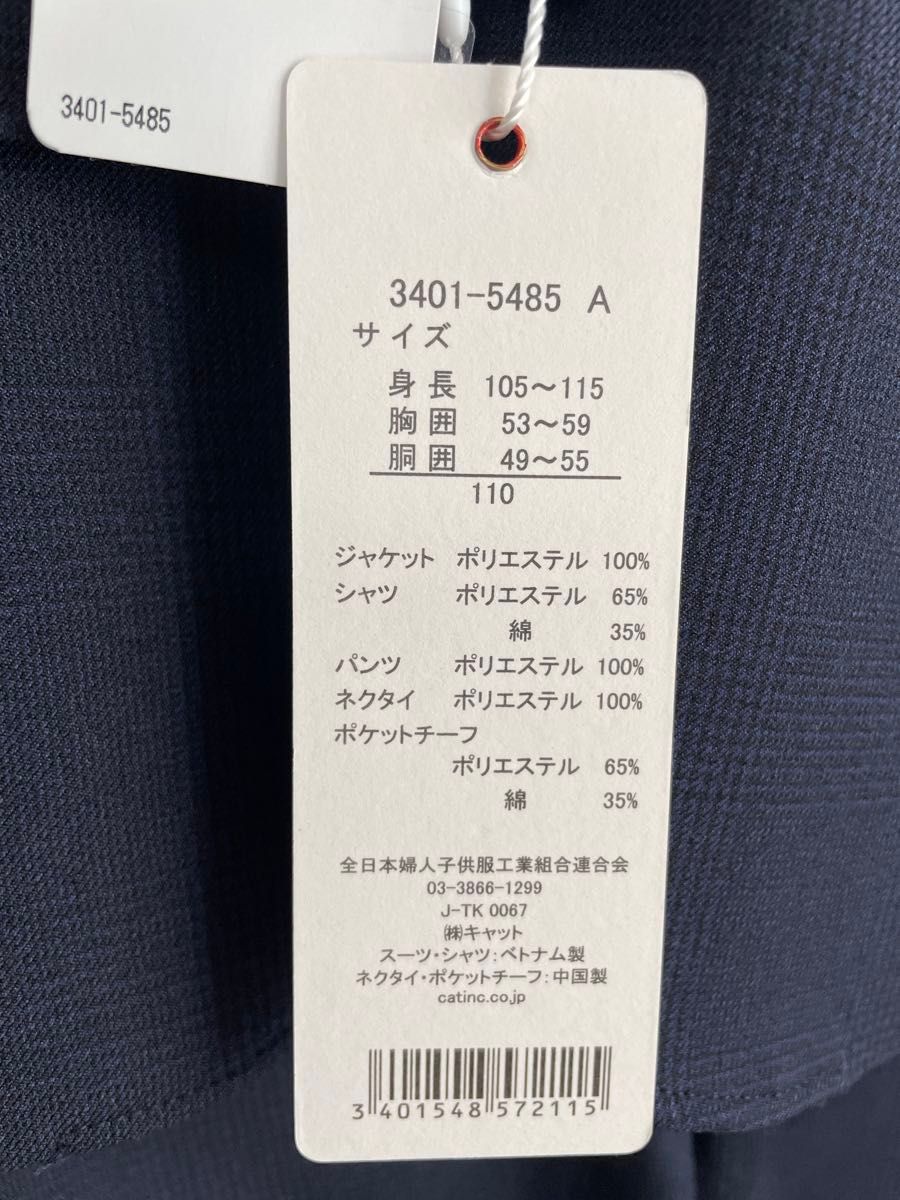 3401-5485
3401-5485 A
サイズ
身長 105～115
胸囲 53～59
胴囲 49～55
110
ジャケット ポリエステル 100%
シャツ ポリエステル 65%
綿 35%
パンツ ポリエステル 100%
ネクタイ ポリエステル 100%
ポケットチーフ
ポリエステル 65%
綿 35%
全日本婦人子供服工業組合連合会
03-3866-1299
J-TK 0067
㈱キャット
スーツ・シャツ:ベトナム製
ネクタイ・ポケットチーフ:中国製
catinc.co.jp
3 401548 572115